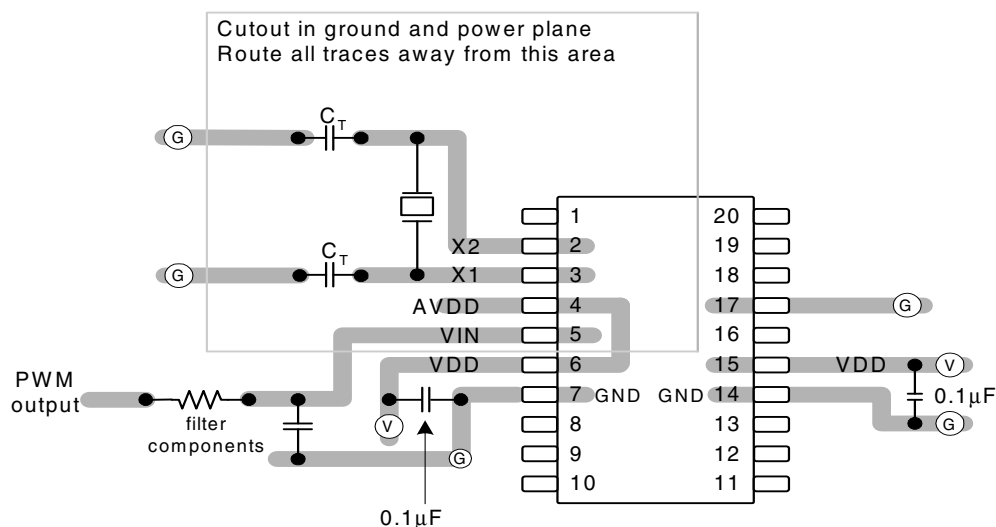 Cutout in ground and power plane
Route all traces away from this area
C_T
G
C_T
G
X2
X1
AVDD
VIN
VDD
1
2
3
4
5
6
7
8
9
10
GND
20
19
18
17
16
15
14
13
12
11
GND
G
VDD
V
0.1µF
G
PWM
output
filter
components
V
G
0.1µF